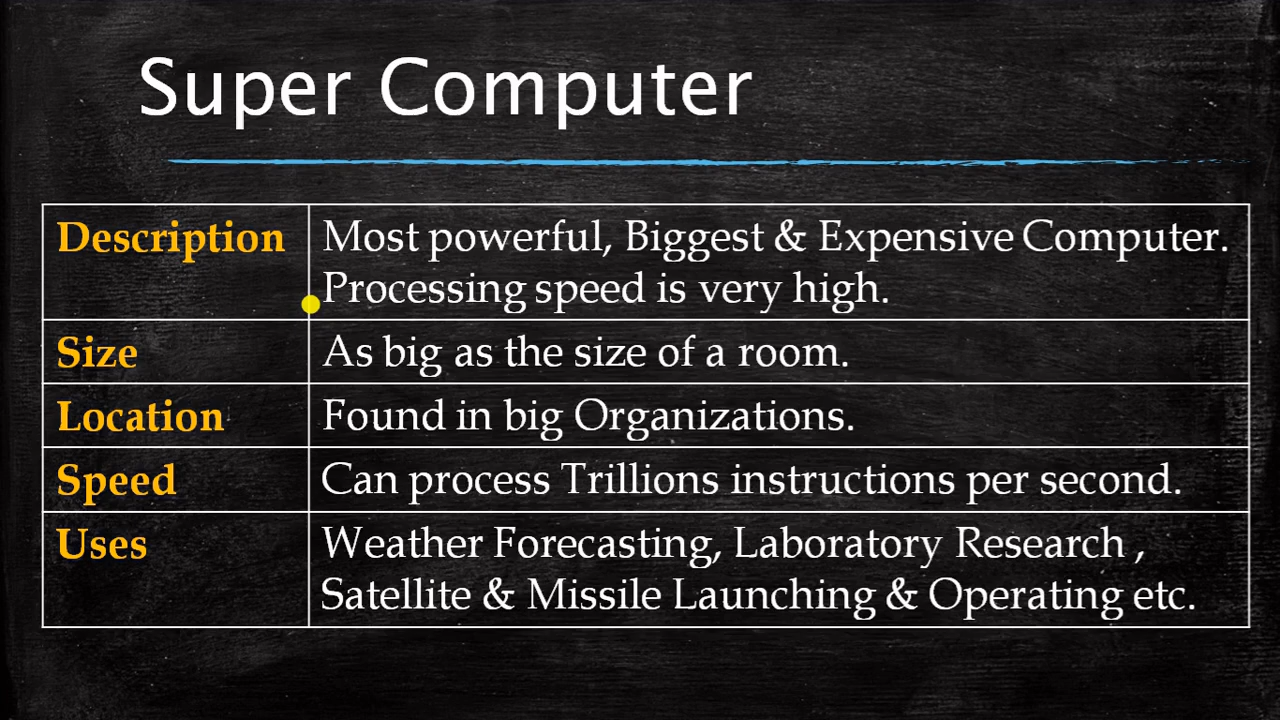 Super Computer
Description
Most powerful, Biggest & Expensive Computer.
Processing speed is very high.
Size
As big as the size of a room.
Location
Found in big Organizations.
Speed
Can process Trillions instructions per second.
Uses
Weather Forecasting, Laboratory Research ,
Satellite & Missile Launching & Operating etc.